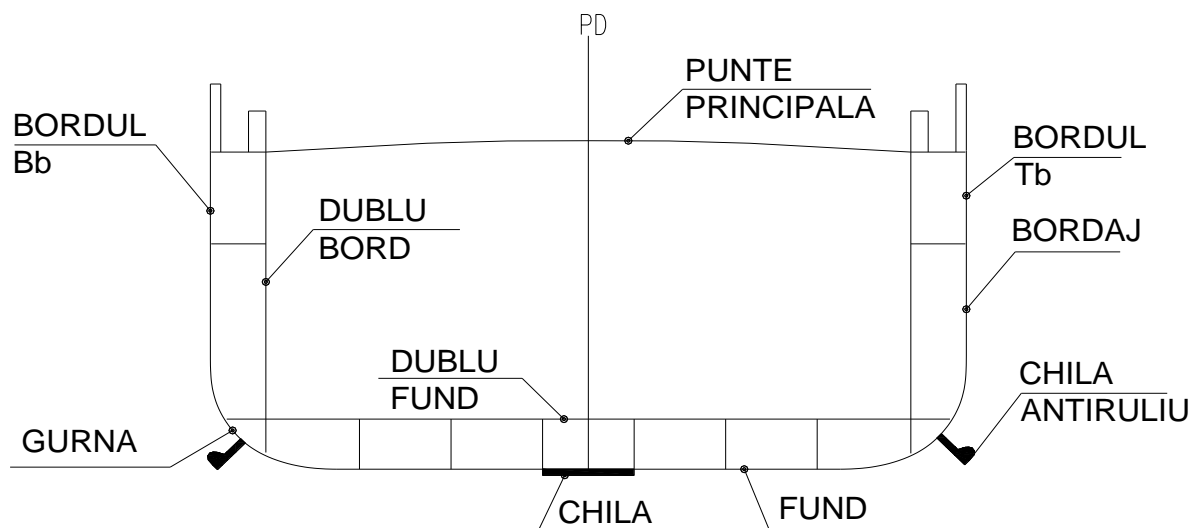 PD
PUNTE
PRINCIPALA
BORDUL
Bb
BORDUL
Tb
DUBLU
BORD
BORDAJ
DUBLU
FUND
CHILA
ANTIRULIU
GURNA
CHILA
FUND